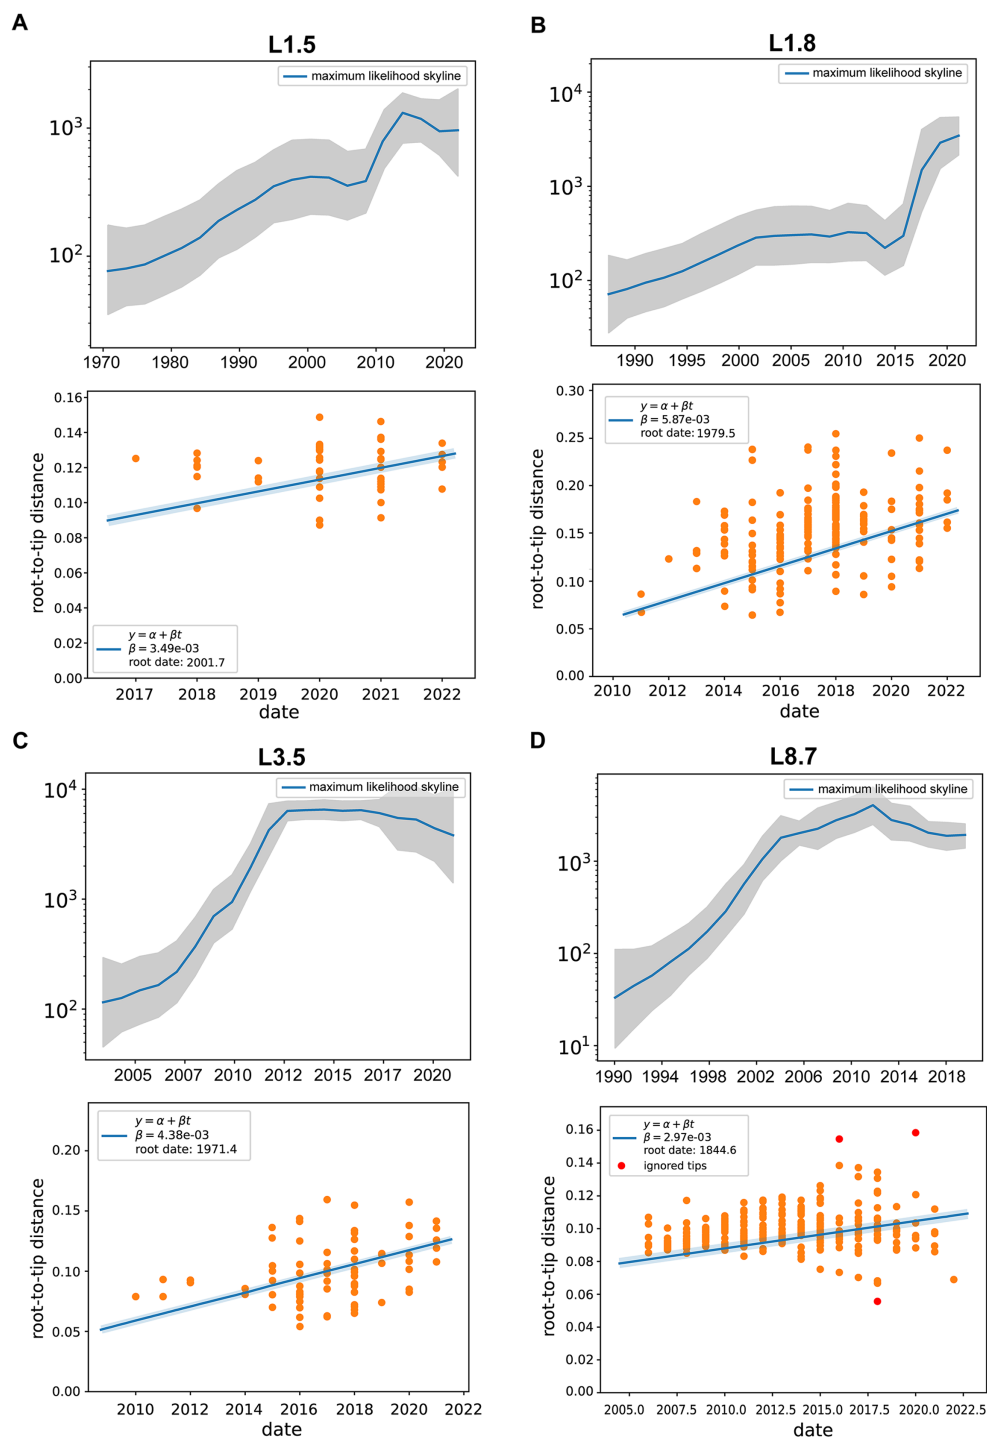 A
L1.5
maximum likelihood skyline
10³
10²
1970 1980 1990 2000 2010 2020
0.16
0.14
0.12
0.10
0.08
0.06
0.04
0.02
0.00
root-to-tip distance
y = α + βt
β = 3.49e-03
root date: 2001.7
2017 2018 2019 2020 2021 2022
date
B
L1.8
maximum likelihood skyline
10⁴
10³
10²
1990 1995 2000 2005 2010 2015 2020
0.30
0.25
0.20
0.15
0.10
0.05
0.00
root-to-tip distance
y = α + βt
β = 5.87e-03
root date: 1979.5
2010 2012 2014 2016 2018 2020 2022
date
C
L3.5
maximum likelihood skyline
10⁴
10³
10²
2005 2007 2010 2012 2015 2017 2020
0.20
0.15
0.10
0.05
0.00
root-to-tip distance
y = α + βt
β = 4.38e-03
root date: 1971.4
2010 2012 2014 2016 2018 2020 2022
date
D
L8.7
maximum likelihood skyline
10³
10²
10¹
1990 1994 1998 2002 2006 2010 2014 2018
0.16
0.14
0.12
0.10
0.08
0.06
0.04
0.02
0.00
root-to-tip distance
y = α + βt
β = 2.97e-03
root date: 1844.6
ignored tips
2005.0 2007.5 2010.0 2012.5 2015.0 2017.5 2020.0 2022.5
date